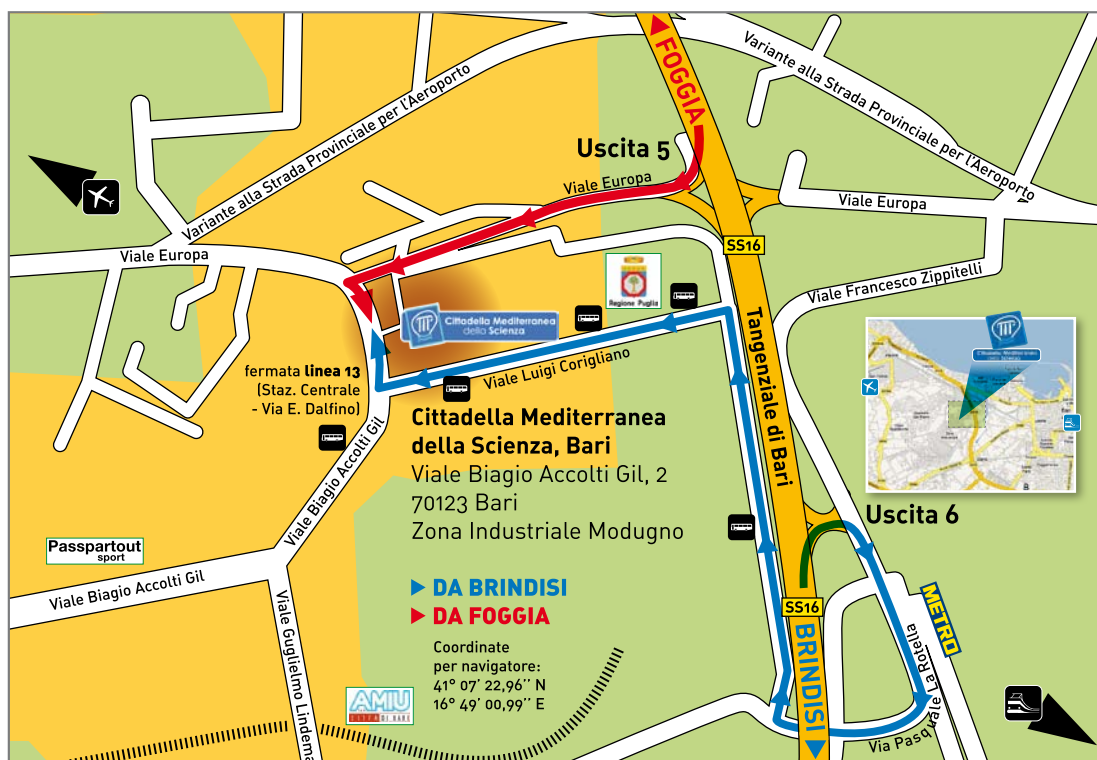 FOGGIA
Variante alla Strada Provinciale per l'Aeroporto
Variante alla Strada Provinciale per l'Aeroporto
Uscita 5
Viale Europa
Viale Europa
SS16
Viale Europa
Viale Francesco Zippitelli
Regione Puglia
Cittadella Mediterranea
della Scienza
Tangenziale di Bari
Viale Luigi Corigliano
fermata linea 13
(Staz. Centrale
- Via E. Dalfino)
Cittadella Mediterranea
della Scienza, Bari
Viale Biagio Accolti Gil, 2
70123 Bari
Zona Industriale Modugno
Viale Biagio Accolti Gil
Uscita 6
Passpartout
sport
Viale Biagio Accolti Gil
DA BRINDISI
DA FOGGIA
Coordinate
per navigatore:
41° 07' 22,96'' N
16° 49' 00,99'' E
SS16
BRINDISI
METRO
Viale Guglielmo Lindema
AMIU
CITTÀ DI BARI
Via Pasquale La Rotella